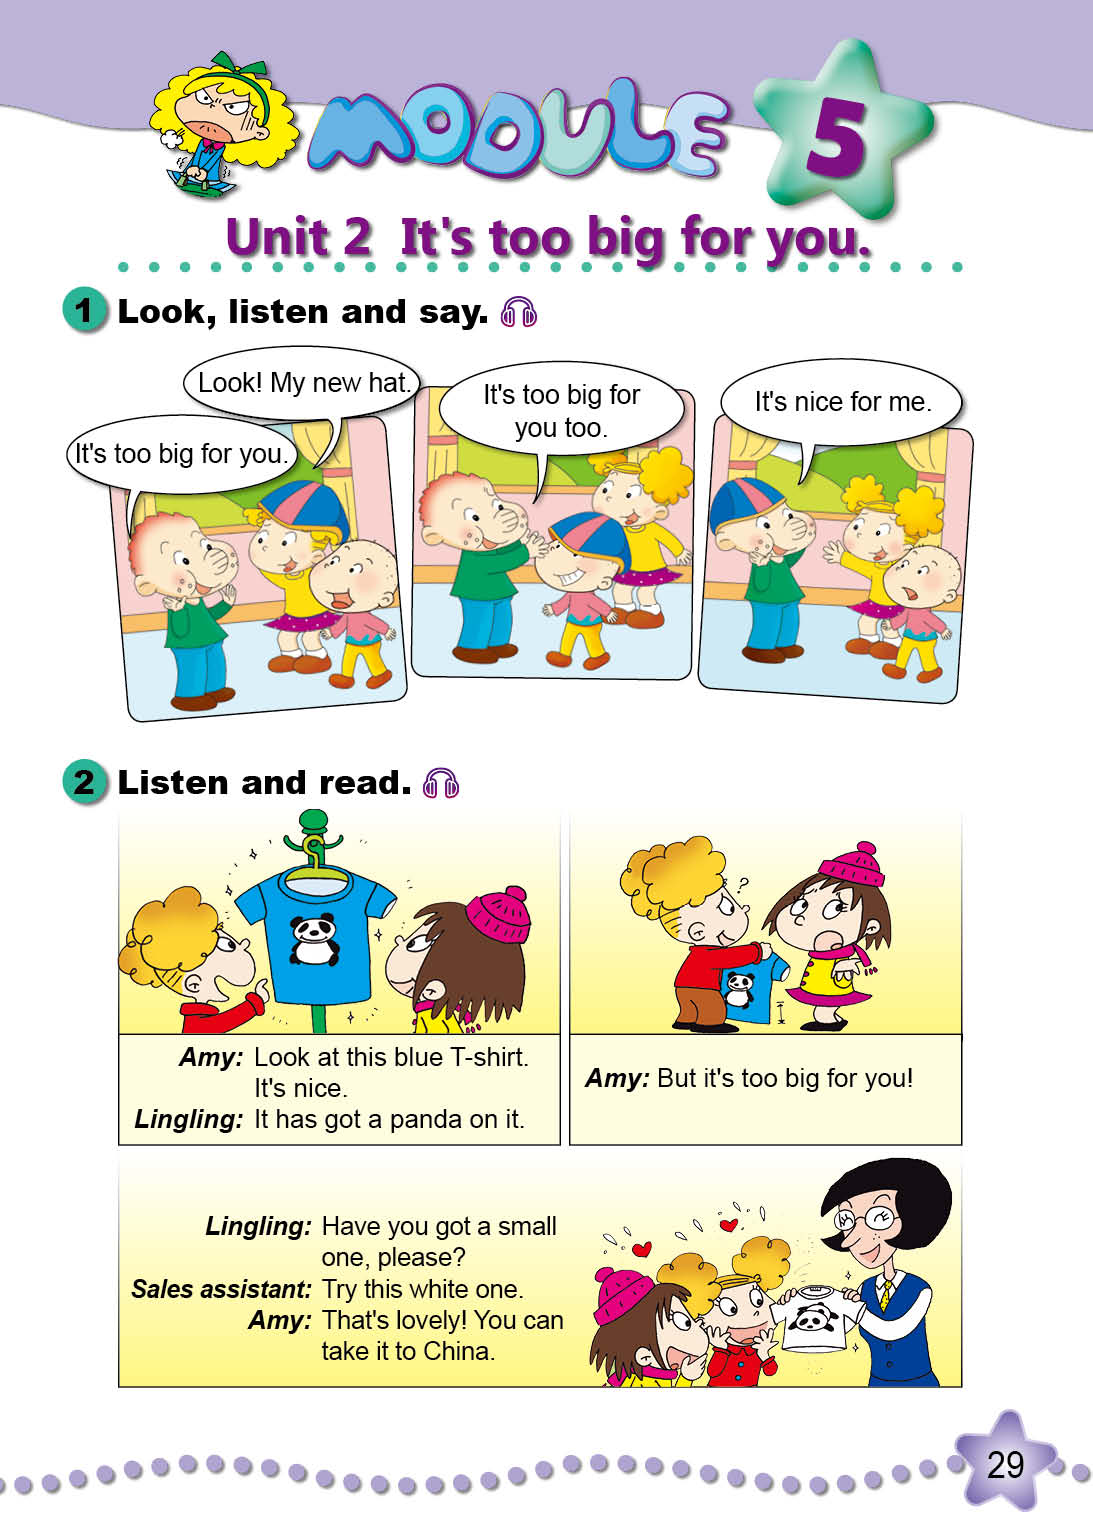 MODULE 5
Unit 2 It's too big for you.
1 Look, listen and say.
Look! My new hat.
It's too big for you.
It's too big for
you too.
It's nice for me.
2 Listen and read.
Amy: Look at this blue T-shirt.
It's nice.
Lingling: It has got a panda on it.
?
Amy: But it's too big for you!
Lingling: Have you got a small
one, please?
Sales assistant: Try this white one.
Amy: That's lovely! You can
take it to China.
29